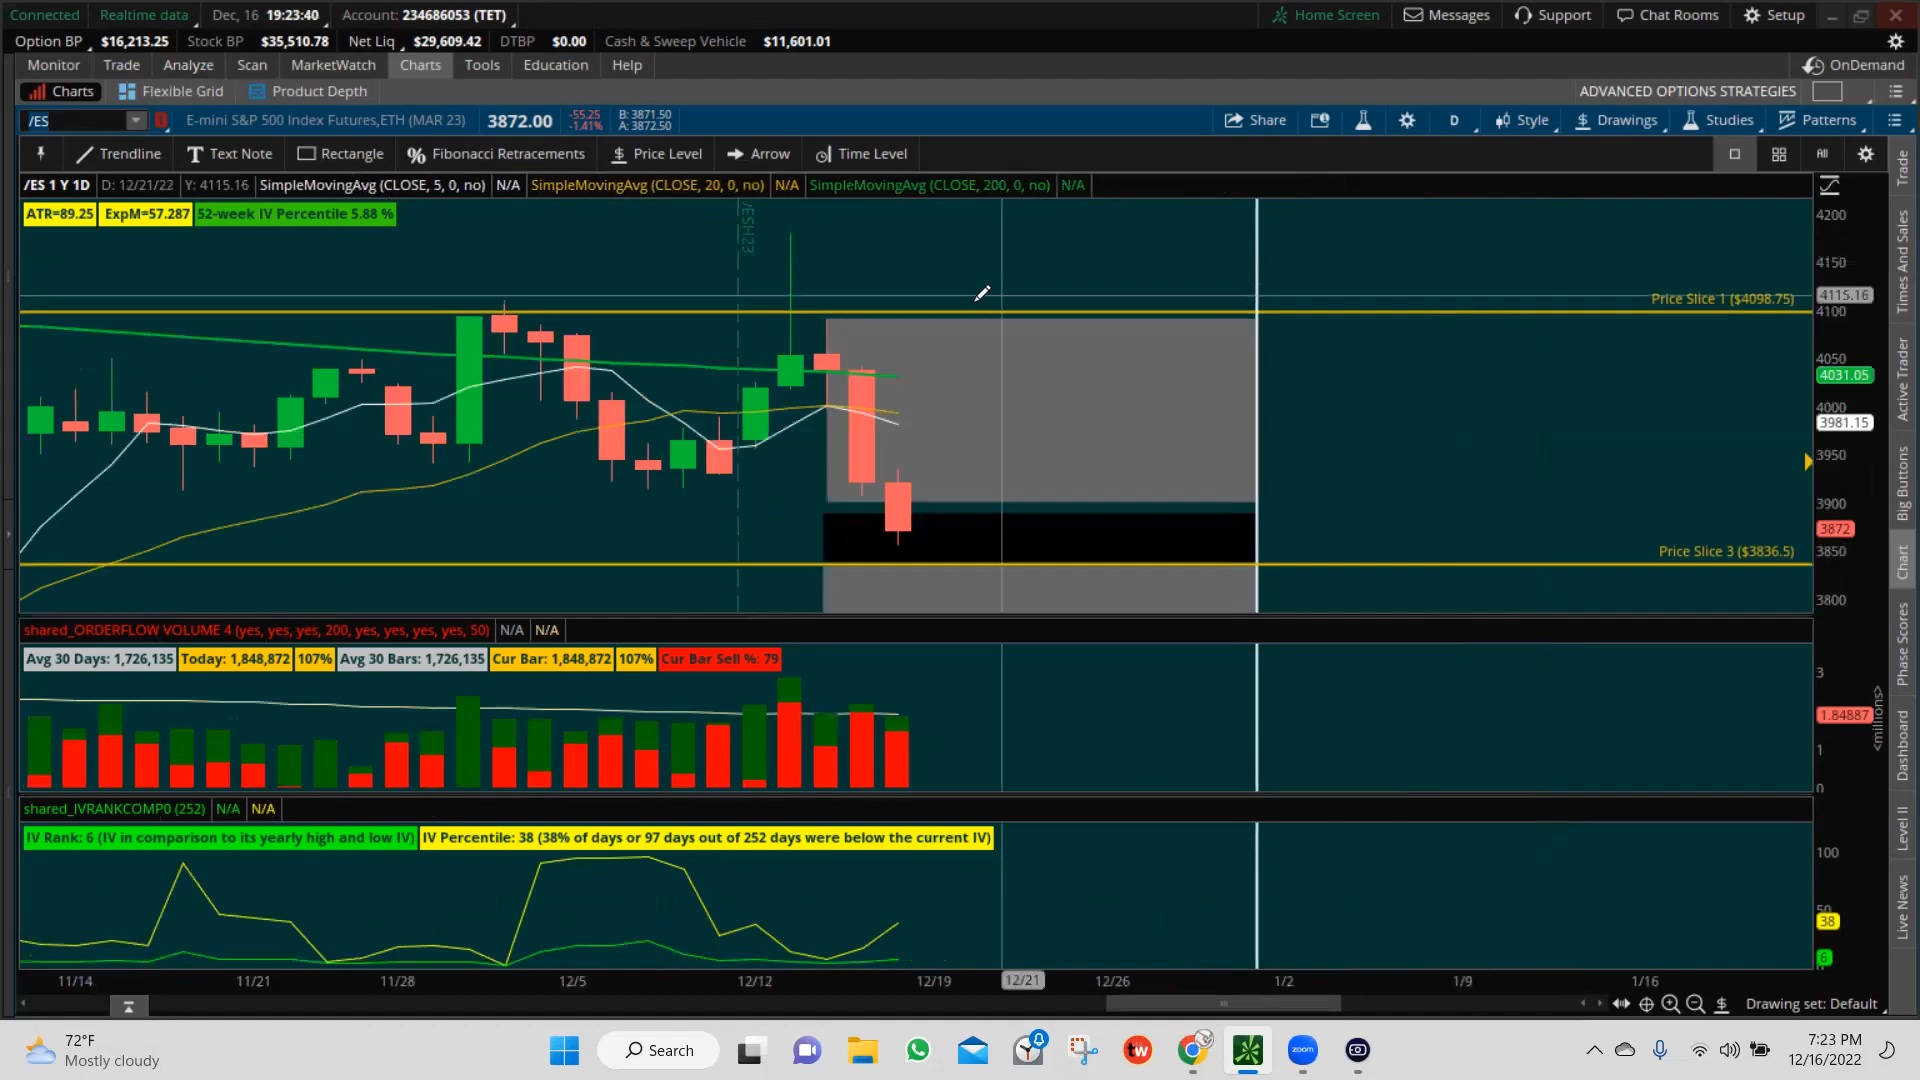 Connected Realtime data Dec, 16 19:23:40 Account: 234686053 (TET) Home Screen Messages Support Chat Rooms Setup
Option BP $16,213.25 Stock BP $35,510.78 Net Liq $29,609.42 DTBP $0.00 Cash & Sweep Vehicle $11,601.01
Monitor Trade Analyze Scan MarketWatch Charts Tools Education Help OnDemand
Charts Flexible Grid Product Depth ADVANCED OPTIONS STRATEGIES
/ES E-mini S&P 500 Index Futures,ETH (MAR 23) 3872.00 -55.25 -1.41% B: 3871.50 A: 3872.50 Share D Style Drawings Studies Patterns
Trendline Text Note Rectangle Fibonacci Retracements Price Level Arrow Time Level All
/ES 1 Y 1D D: 12/21/22 Y: 4115.16 SimpleMovingAvg (CLOSE, 5, 0, no) N/A SimpleMovingAvg (CLOSE, 20, 0, no) N/A SimpleMovingAvg (CLOSE, 200, 0, no) N/A
ATR=89.25 ExpM=57.287 52-week IV Percentile 5.88 %
/ESH23
4200
4150
Price Slice 1 ($4098.75) 4115.16
4100
4050
4031.05
4000
3981.15
3950
3900
3872
Price Slice 3 ($3836.5) 3850
3800
shared_ORDERFLOW VOLUME 4 (yes, yes, yes, 200, yes, yes, yes, yes, 50) N/A N/A
Avg 30 Days: 1,726,135 Today: 1,848,872 107% Avg 30 Bars: 1,726,135 Cur Bar: 1,848,872 107% Cur Bar Sell %: 79
3
1.84887
1
0
<millions>
shared_IVRANKCOMP0 (252) N/A N/A
IV Rank: 6 (IV in comparison to its yearly high and low IV) IV Percentile: 38 (38% of days or 97 days out of 252 days were below the current IV)
100
50
38
6
11/14 11/21 11/28 12/5 12/12 12/19 12/21 12/26 1/2 1/9 1/16
Drawing set: Default
Trade
Times And Sales
Active Trader
Big Buttons
Chart
Phase Scores
Dashboard
Level II
Live News
72°F
Mostly cloudy
Search
tw
zoom
7:23 PM
12/16/2022